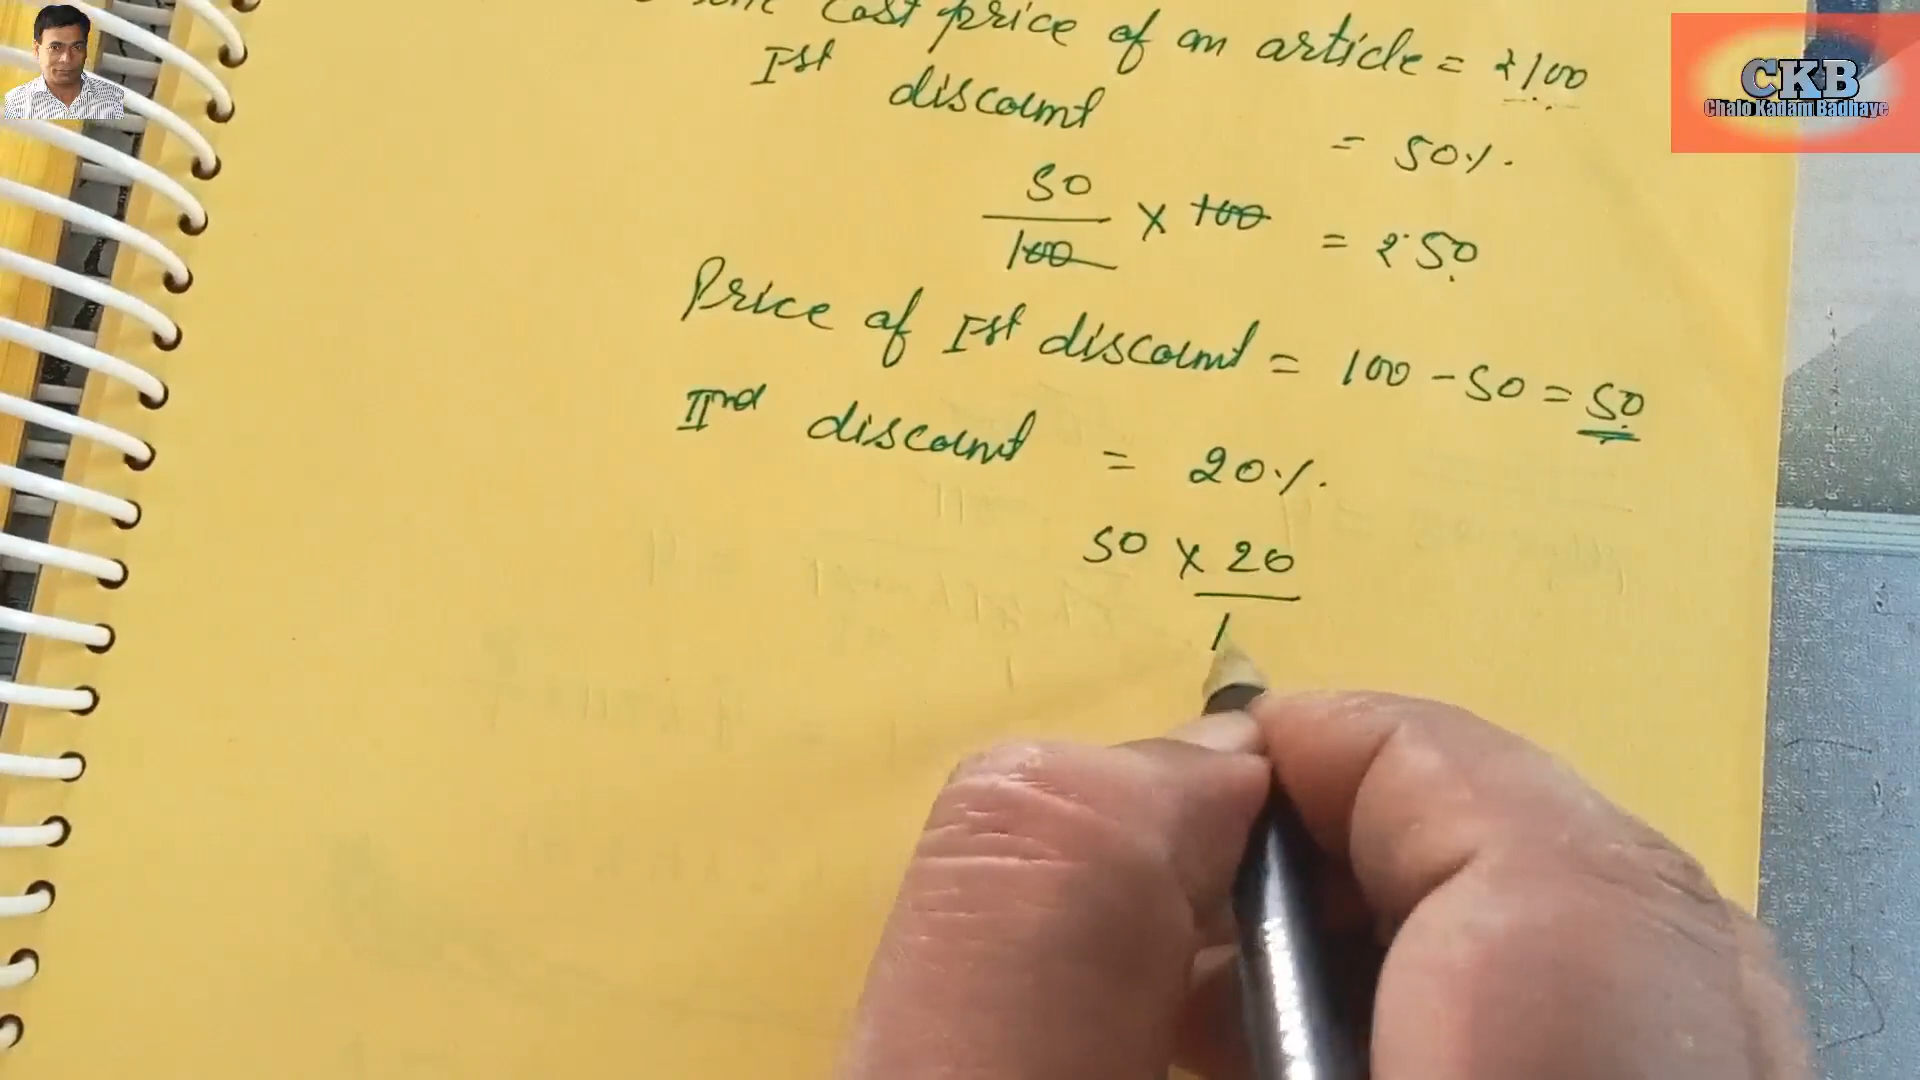 cost price of an article = ₹100
Ist discount = 50%.
50/100 × 100 = ₹50
Price of Ist discount = 100 - 50 = 50
IInd discount = 20%.
50 × 20
1
CKB
Chalo Kadam Badhaye